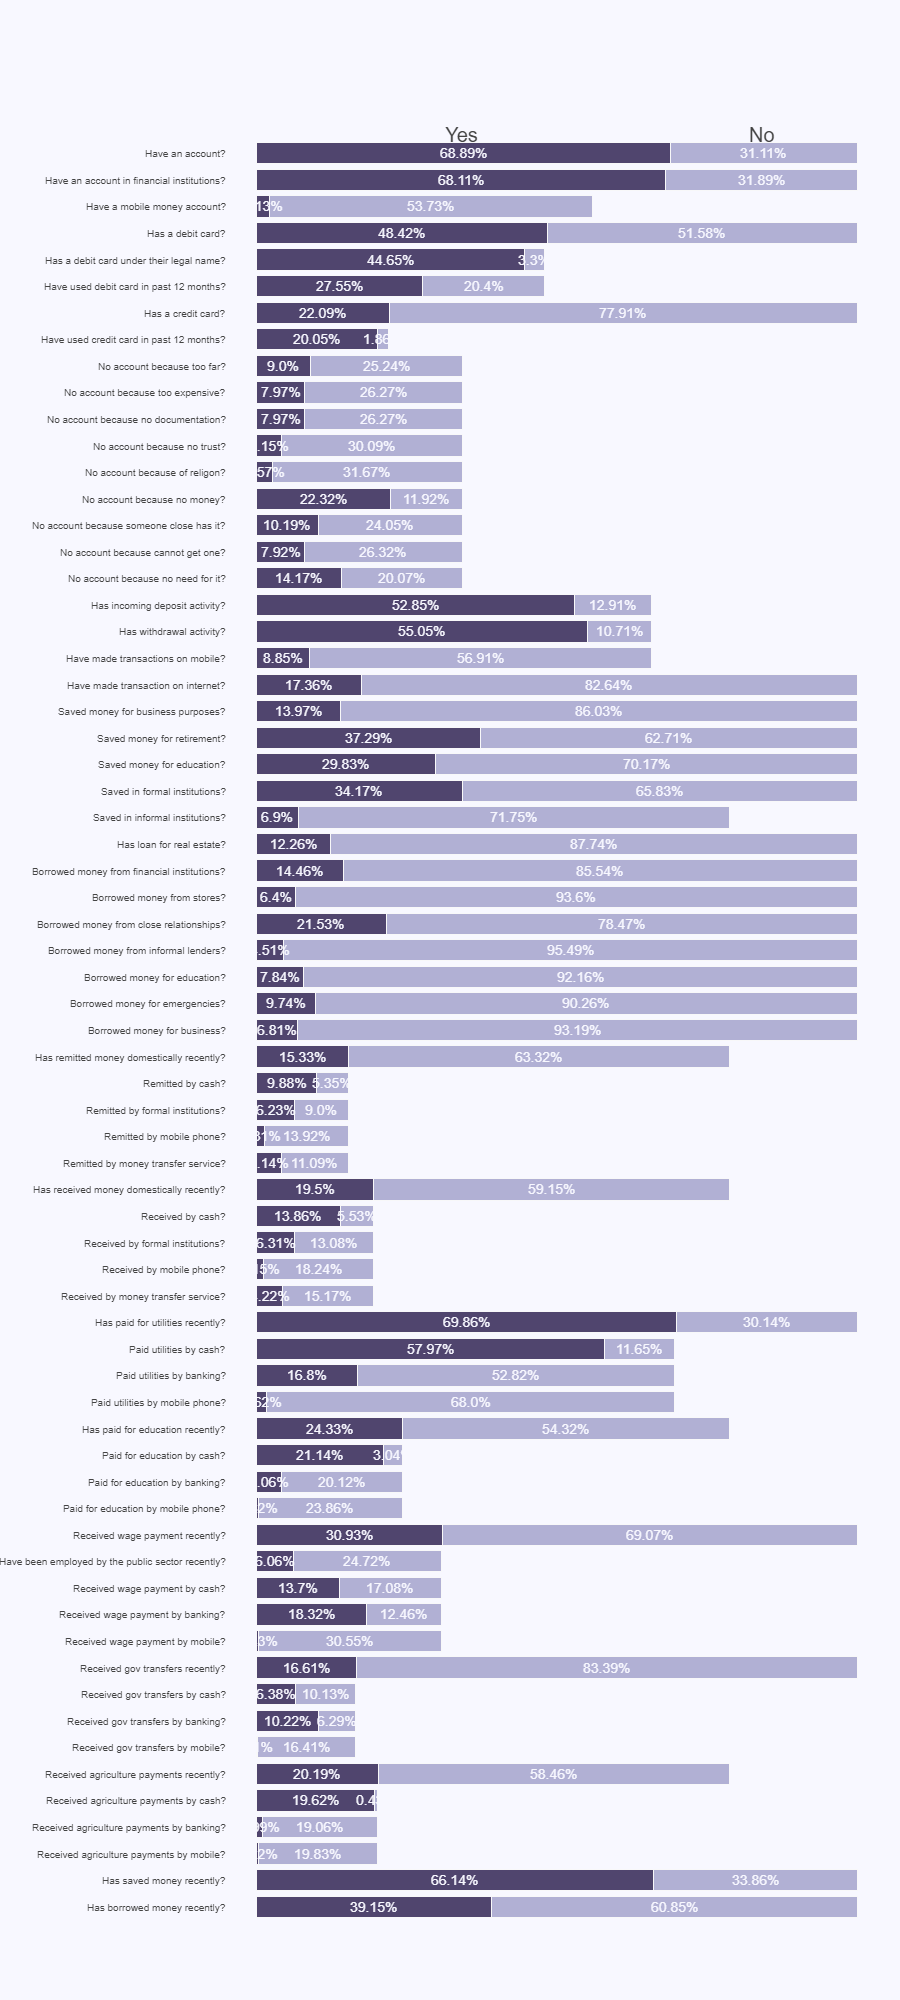 Yes No
Have an account? 68.89% 31.11%
Have an account in financial institutions? 68.11% 31.89%
Have a mobile money account? 53.73%
Has a debit card? 48.42% 51.58%
Has a debit card under their legal name? 44.65% 3.3%
Have used debit card in past 12 months? 27.55% 20.4%
Has a credit card? 22.09% 77.91%
Have used credit card in past 12 months? 20.05% 1.86
No account because too far? 9.0% 25.24%
No account because too expensive? 7.97% 26.27%
No account because no documentation? 7.97% 26.27%
No account because no trust? .15% 30.09%
No account because of religon? 57% 31.67%
No account because no money? 22.32% 11.92%
No account because someone close has it? 10.19% 24.05%
No account because cannot get one? 7.92% 26.32%
No account because no need for it? 14.17% 20.07%
Has incoming deposit activity? 52.85% 12.91%
Has withdrawal activity? 55.05% 10.71%
Have made transactions on mobile? 8.85% 56.91%
Have made transaction on internet? 17.36% 82.64%
Saved money for business purposes? 13.97% 86.03%
Saved money for retirement? 37.29% 62.71%
Saved money for education? 29.83% 70.17%
Saved in formal institutions? 34.17% 65.83%
Saved in informal institutions? 6.9% 71.75%
Has loan for real estate? 12.26% 87.74%
Borrowed money from financial institutions? 14.46% 85.54%
Borrowed money from stores? 6.4% 93.6%
Borrowed money from close relationships? 21.53% 78.47%
Borrowed money from informal lenders? .51% 95.49%
Borrowed money for education? 7.84% 92.16%
Borrowed money for emergencies? 9.74% 90.26%
Borrowed money for business? 6.81% 93.19%
Has remitted money domestically recently? 15.33% 63.32%
Remitted by cash? 9.88% 5.35%
Remitted by formal institutions? 6.23% 9.0%
Remitted by mobile phone? 13.92%
Remitted by money transfer service? .14% 11.09%
Has received money domestically recently? 19.5% 59.15%
Received by cash? 13.86% 5.53%
Received by formal institutions? 6.31% 13.08%
Received by mobile phone? 18.24%
Received by money transfer service? .22% 15.17%
Has paid for utilities recently? 69.86% 30.14%
Paid utilities by cash? 57.97% 11.65%
Paid utilities by banking? 16.8% 52.82%
Paid utilities by mobile phone? 68.0%
Has paid for education recently? 24.33% 54.32%
Paid for education by cash? 21.14% 3.04
Paid for education by banking? .06% 20.12%
Paid for education by mobile phone? 2% 23.86%
Received wage payment recently? 30.93% 69.07%
Have been employed by the public sector recently? 6.06% 24.72%
Received wage payment by cash? 13.7% 17.08%
Received wage payment by banking? 18.32% 12.46%
Received wage payment by mobile? 3% 30.55%
Received gov transfers recently? 16.61% 83.39%
Received gov transfers by cash? 6.38% 10.13%
Received gov transfers by banking? 10.22% 6.29%
Received gov transfers by mobile? 16.41%
Received agriculture payments recently? 20.19% 58.46%
Received agriculture payments by cash? 19.62% 0.4
Received agriculture payments by banking? 19.06%
Received agriculture payments by mobile? 2% 19.83%
Has saved money recently? 66.14% 33.86%
Has borrowed money recently? 39.15% 60.85%